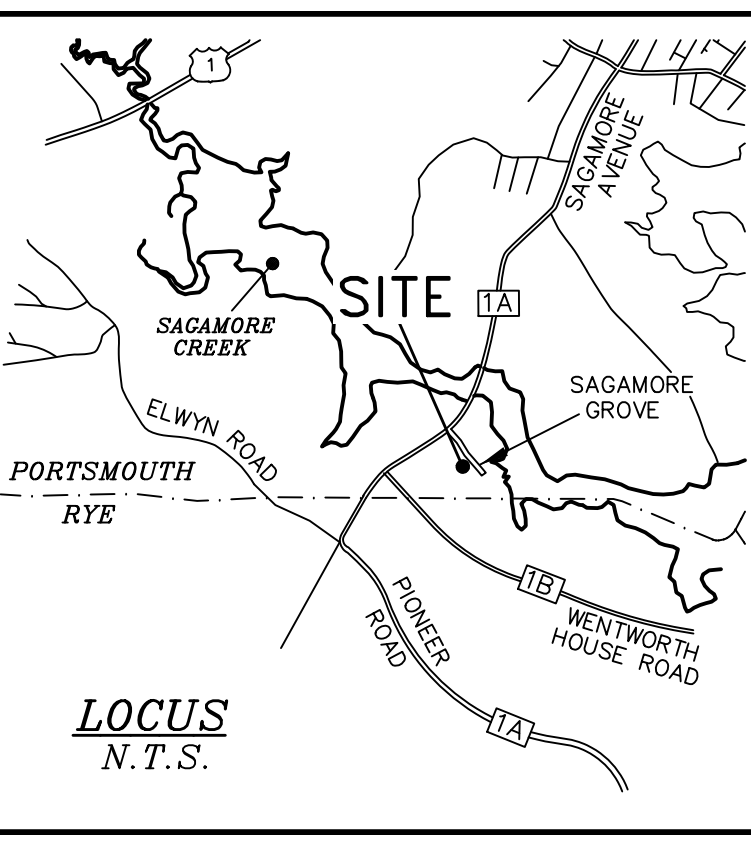 1
SAGAMORE
AVENUE
SITE
1A
SAGAMORE
CREEK
SAGAMORE
GROVE
ELWYN ROAD
PORTSMOUTH
RYE
1B
PIONEER
ROAD
WENTWORTH
HOUSE ROAD
LOCUS
N.T.S.
1A